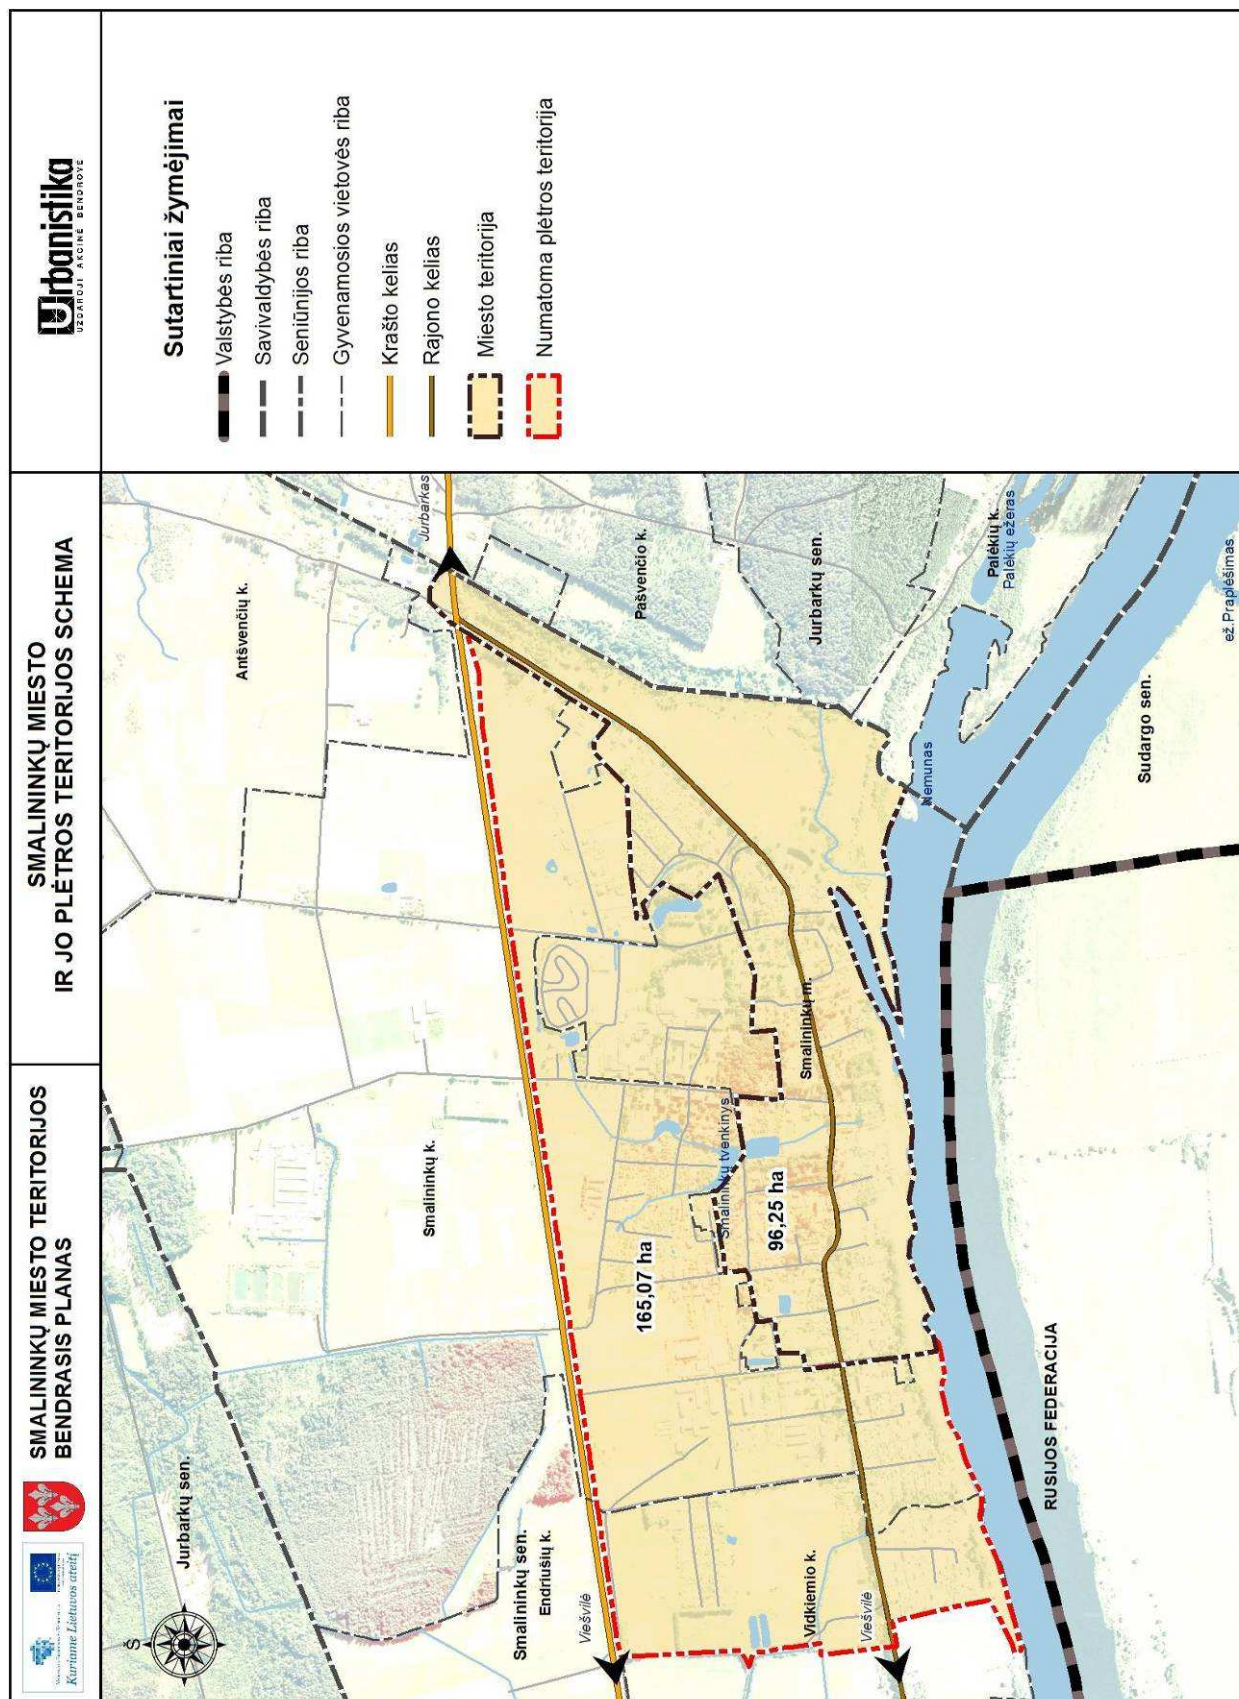 Kuriame Lietuvos ateitį
SMALININKŲ MIESTO TERITORIJOS
BENDRASIS PLANAS
SMALININKŲ MIESTO
IR JO PLĖTROS TERITORIJOS SCHEMA
Urbanistika
UŽDAROJI AKCINĖ BENDROVĖ
Sutartiniai žymėjimai
Valstybės riba
Savivaldybės riba
Seniūnijos riba
Gyvenamosios vietovės riba
Krašto kelias
Rajono kelias
Miesto teritorija
Numatoma plėtros teritorija
Š
Jurbarkų sen.
Antšvenčių k.
Jurbarkas
Smalininkų k.
Smalininkų sen.
Endriušių k.
Viešvilė
Pašvenčio k.
Jurbarkų sen.
165,07 ha
Smalininkų tvenkinys
96,25 ha
Smalininkų m.
Vidkiemio k.
Viešvilė
Nemunas
Palėkių k.
Palėkių ežeras
Sudargo sen.
ež.Praplėšimas
RUSIJOS FEDERACIJA